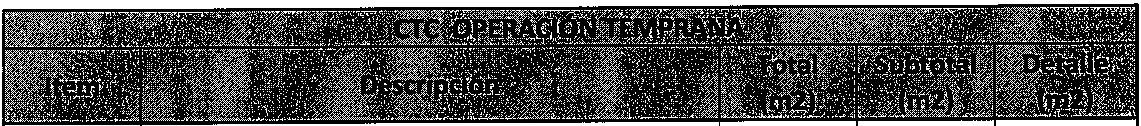 CTC OPERACIÓN TEMPRANA
Item Descripción Total (m2) Subtotal (m2) Detalle (m2)